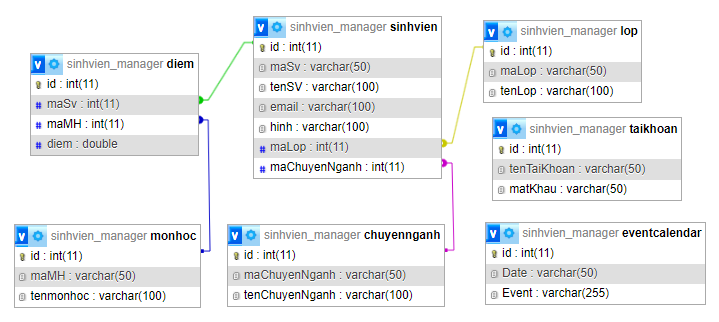 v sinhvien_manager diem
id : int(11)
# maSv : int(11)
# maMH : int(11)
# diem : double
v sinhvien_manager sinhvien
id : int(11)
maSv : varchar(50)
tenSV : varchar(100)
email : varchar(100)
hinh : varchar(100)
# maLop : int(11)
# maChuyenNganh : int(11)
v sinhvien_manager lop
id : int(11)
maLop : varchar(50)
tenLop : varchar(100)
v sinhvien_manager taikhoan
id : int(11)
tenTaiKhoan : varchar(50)
matKhau : varchar(50)
v sinhvien_manager monhoc
id : int(11)
maMH : varchar(50)
tenmonhoc : varchar(100)
v sinhvien_manager chuyennganh
id : int(11)
maChuyenNganh : varchar(50)
tenChuyenNganh : varchar(100)
v sinhvien_manager eventcalendar
id : int(11)
Date : varchar(50)
Event : varchar(255)